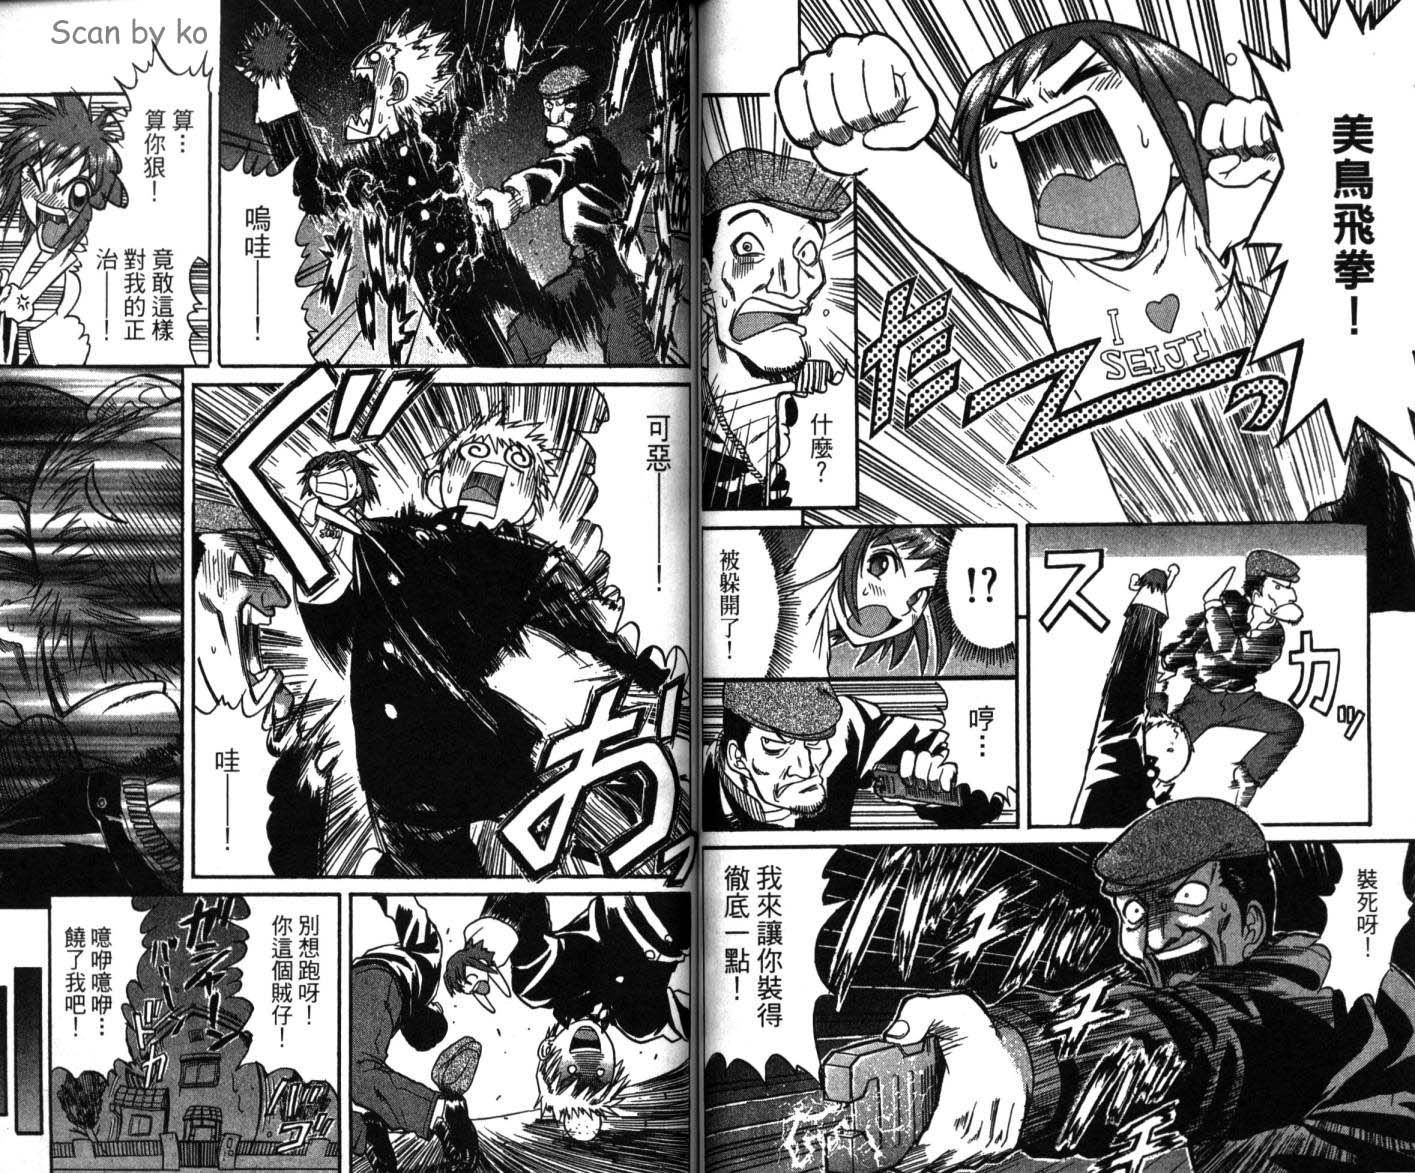 美鳥飛拳！
I ♥
SEIJI
什麼？
スカッ
!?
被躲開了！
哼…
裝死呀！
我來讓你裝得
徹底一點！
Scan by ko
嗚哇——！
算…
算你狠！
竟敢這樣
對我的正
治——！
可惡——！
哇——！
別想跑呀！
你這個賊仔！
噫咿噫咿…
饒了我吧！